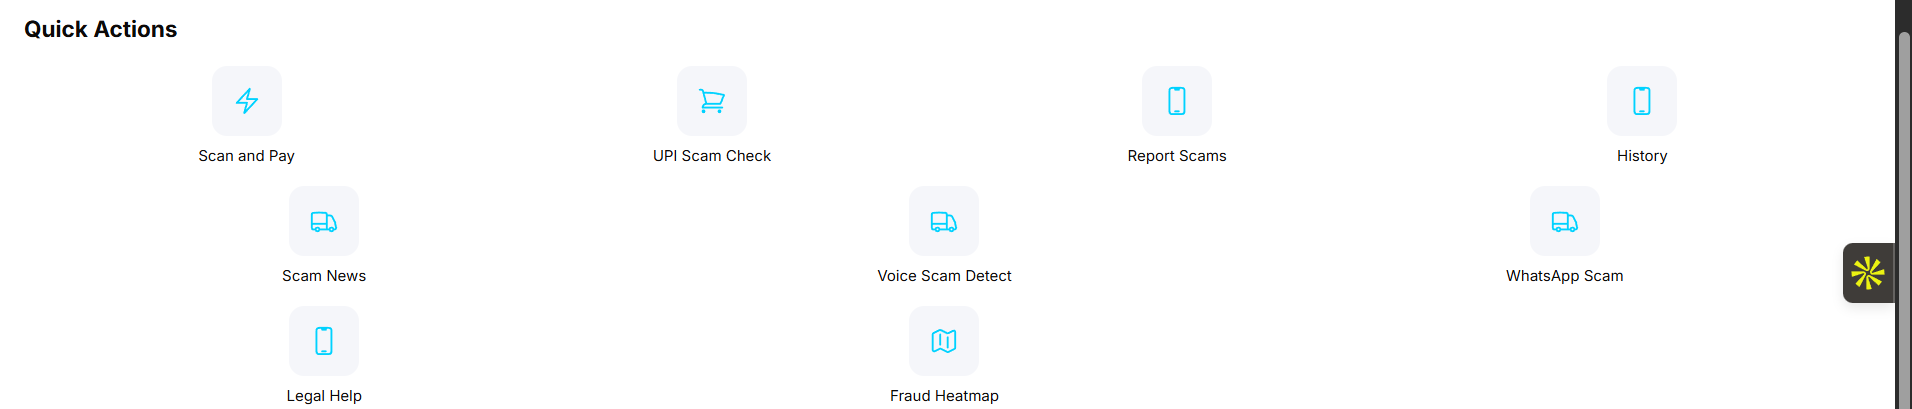 Quick Actions
Scan and Pay
UPI Scam Check
Report Scams
History
Scam News
Voice Scam Detect
WhatsApp Scam
Legal Help
Fraud Heatmap